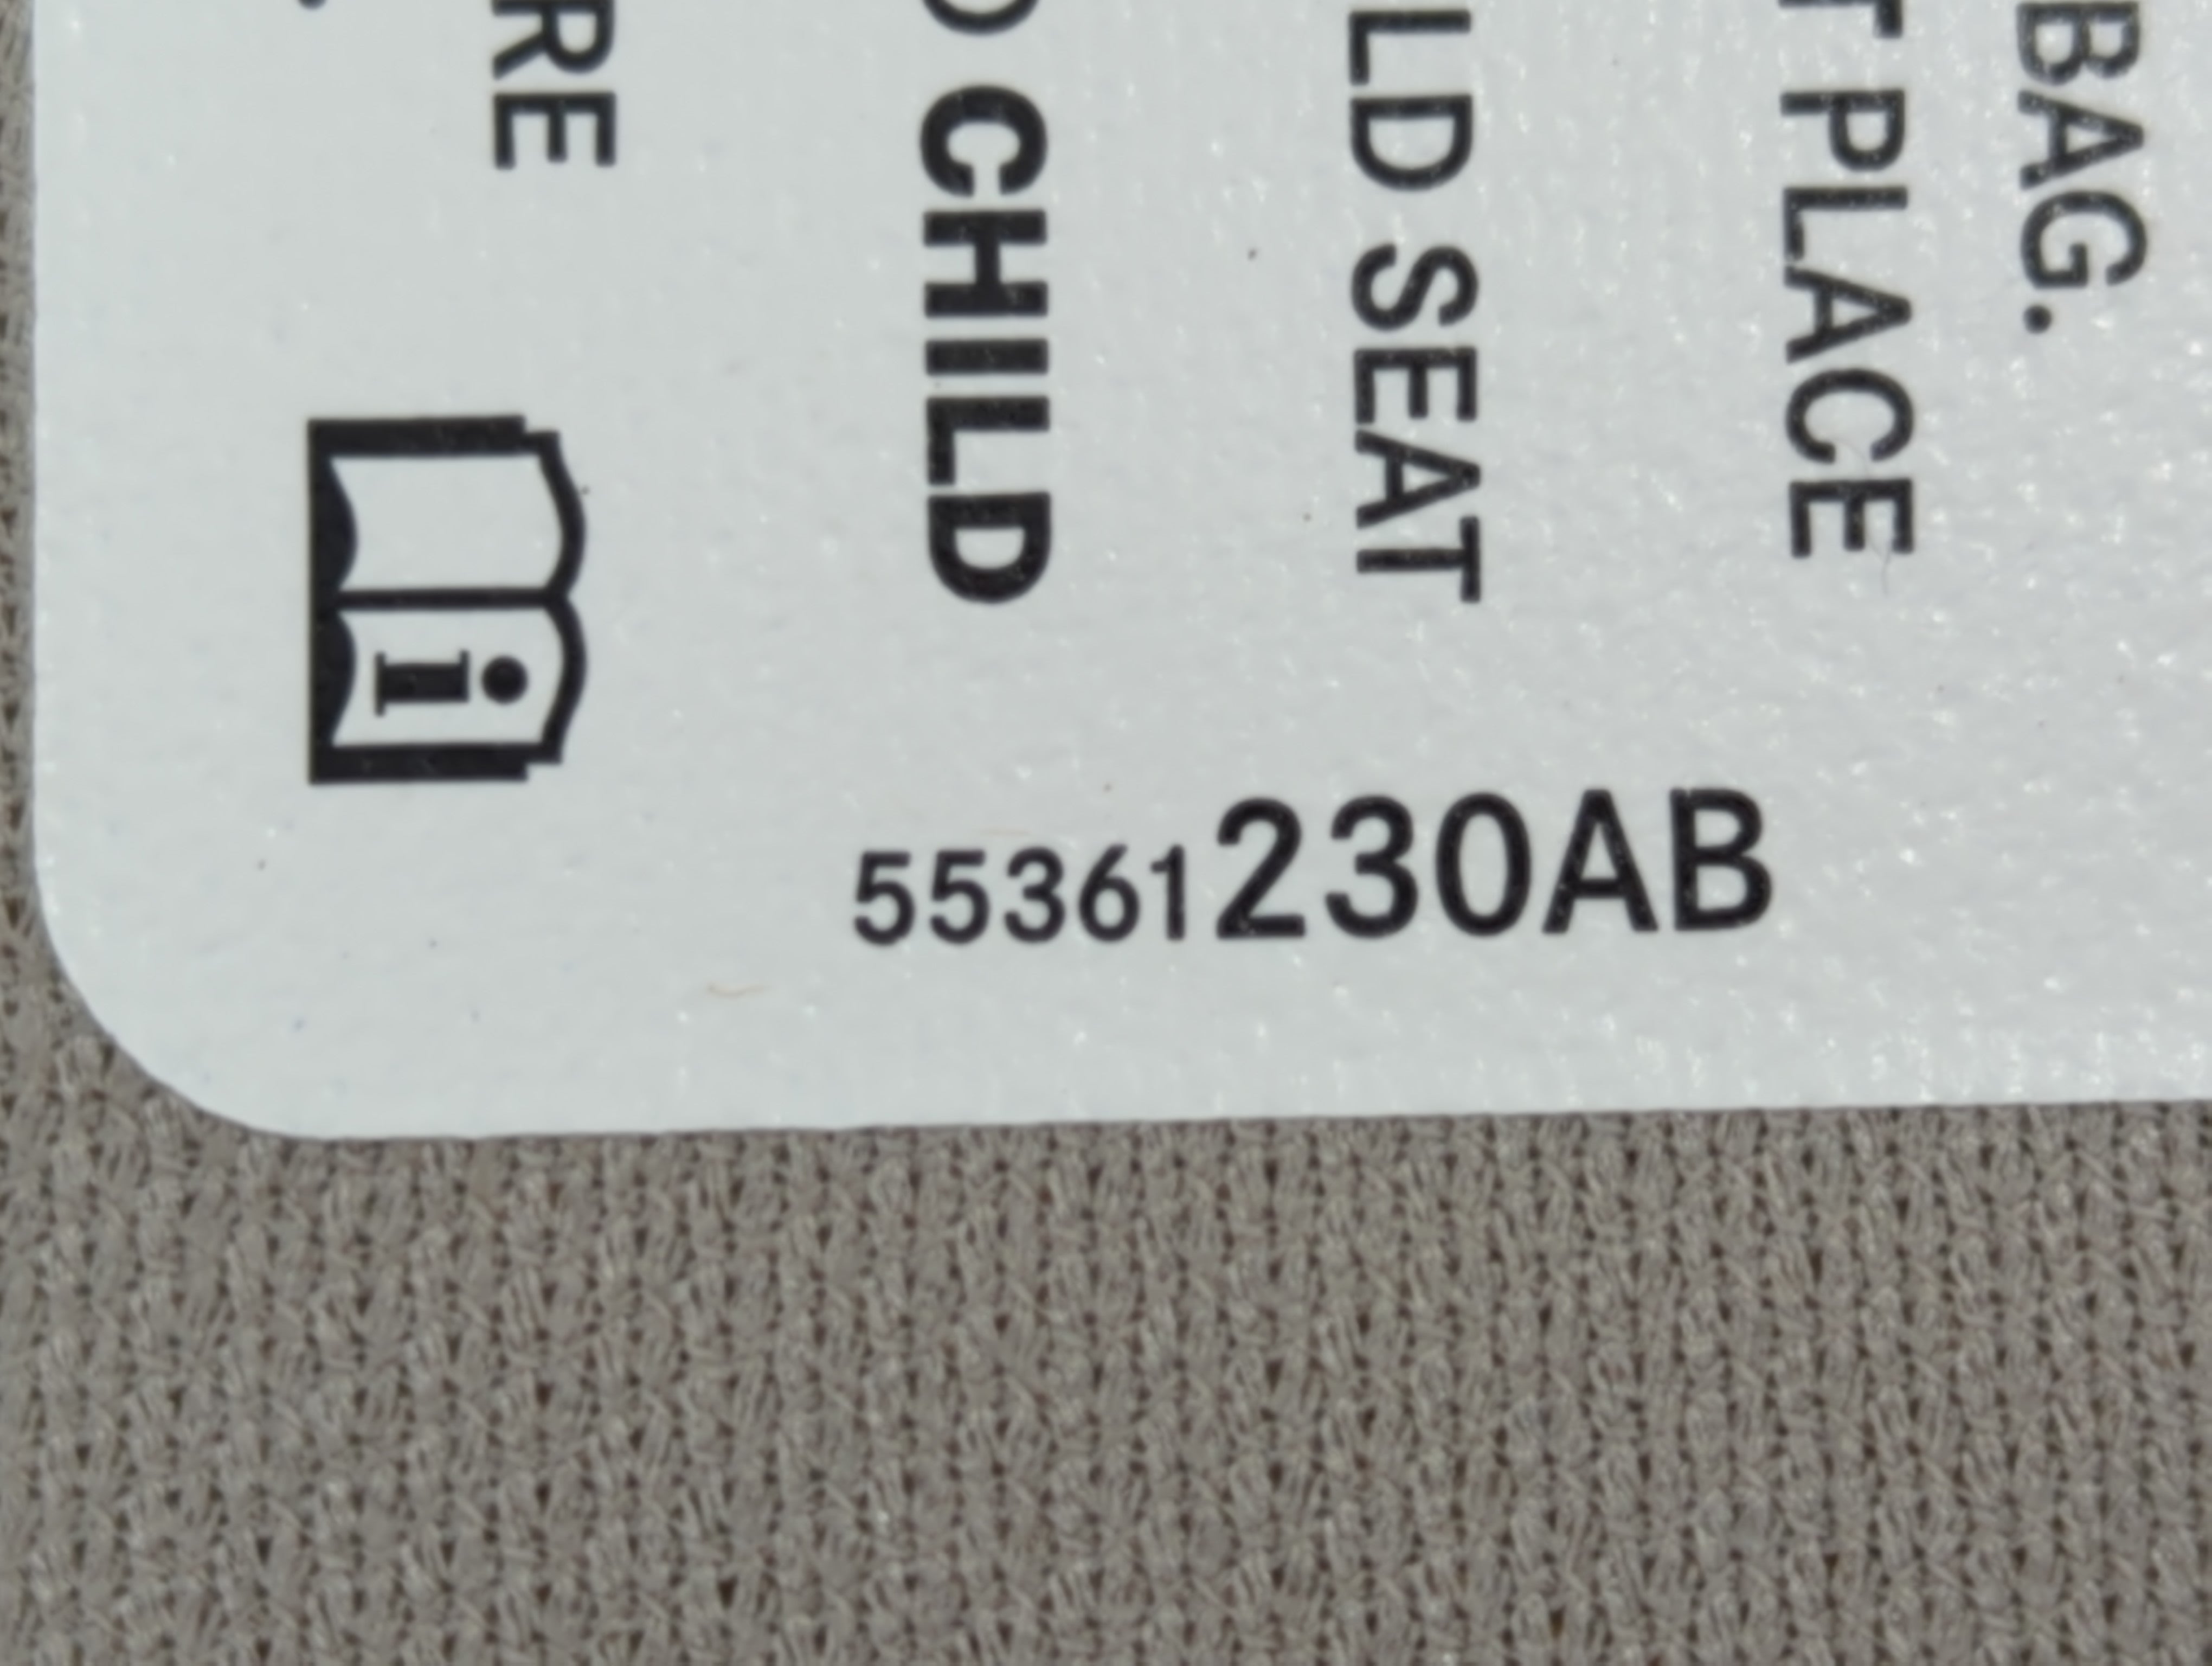 BAG.
T PLACE
LD SEAT
CHILD
RE
i
55361230AB